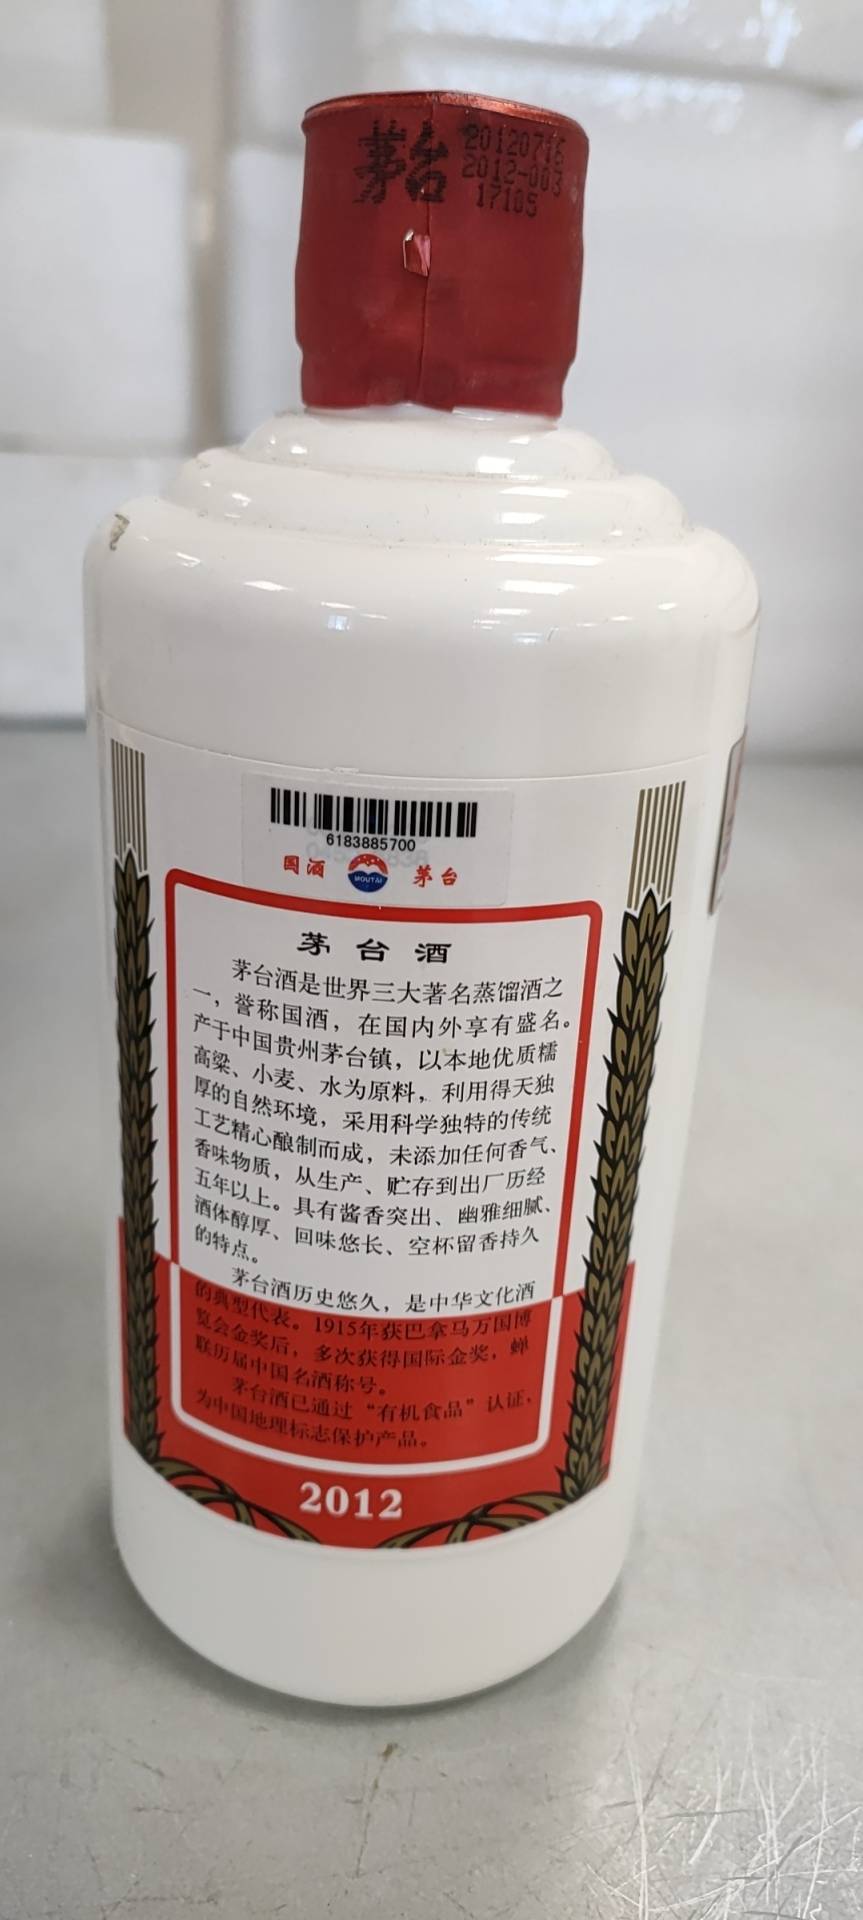 茅台
20120716
2012-003
17105
6183885700
国酒 MOUTAI 茅台
茅台酒
茅台酒是世界三大著名蒸馏酒之
一，誉称国酒，在国内外享有盛名。
产于中国贵州茅台镇，以本地优质糯
高粱、小麦、水为原料，利用得天独
厚的自然环境，采用科学独特的传统
工艺精心酿制而成，未添加任何香气、
香味物质，从生产、贮存到出厂历经
五年以上。具有酱香突出、幽雅细腻、
酒体醇厚、回味悠长、空杯留香持久
的特点。
茅台酒历史悠久，是中华文化酒
的典型代表。1915年获巴拿马万国博
览会金奖后，多次获得国际金奖，蝉
联历届中国名酒称号。
茅台酒已通过“有机食品”认证，
为中国地理标志保护产品。
2012